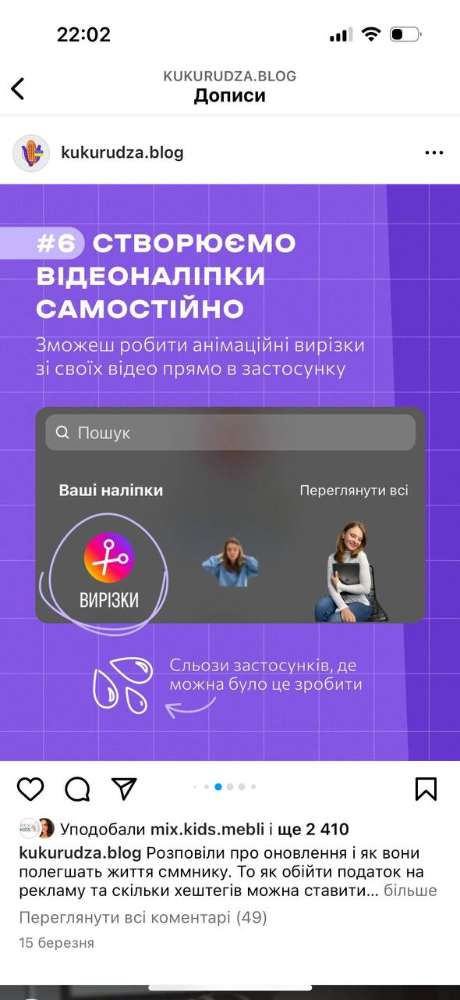 22:02
KUKURUDZA.BLOG
Дописи
kukurudza.blog
#6 СТВОРЮЄМО
ВІДЕОНАЛІПКИ
САМОСТІЙНО
Зможеш робити анімаційні вирізки
зі своїх відео прямо в застосунку
Пошук
Ваші наліпки
Переглянути всі
ВИРІЗКИ
Сльози застосунків, де
можна було це зробити
Уподобали mix.kids.mebli і ще 2 410
kukurudza.blog Розповіли про оновлення і як вони
полегшать життя сммнику. То як обійти податок на
рекламу та скільки хештегів можна ставити... більше
Переглянути всі коментарі (49)
15 березня